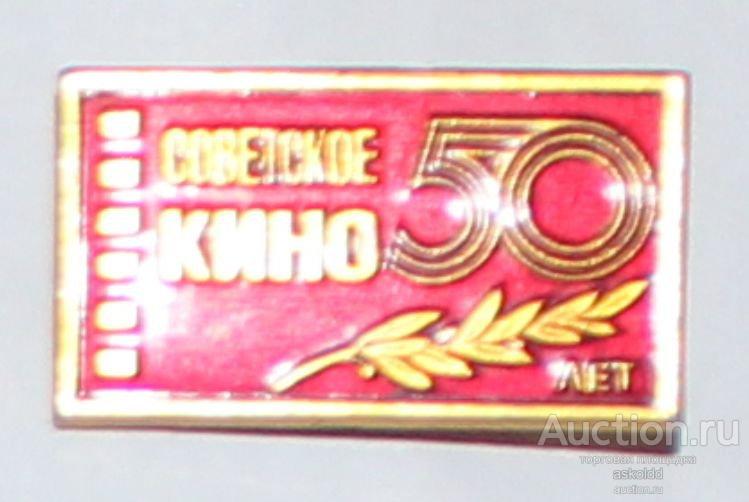 СОВЕТСКОЕ
КИНО
50
ЛЕТ
Auction.ru
торговая площадка
askoldd
auction.ru